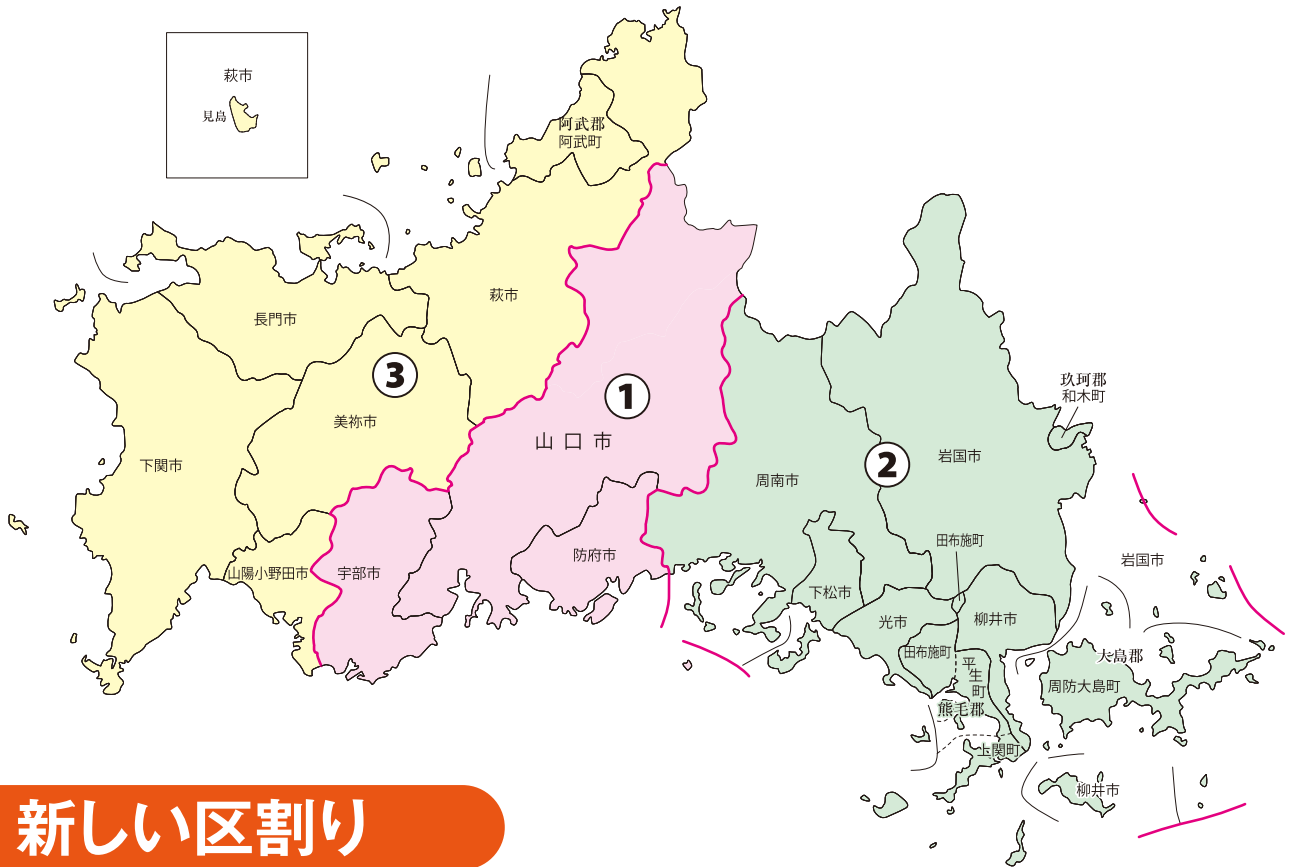 萩市
見島
阿武郡
阿武町
萩市
長門市
③
美祢市
①
山口市
下関市
②
岩国市
玖珂郡
和木町
周南市
防府市
山陽小野田市
宇部市
田布施町
岩国市
下松市
光市
柳井市
田布施町
平生町
熊毛郡
上関町
大島郡
周防大島町
柳井市
新しい区割り